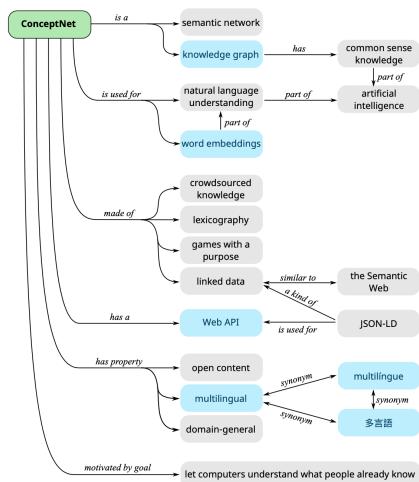 ConceptNet
is a
semantic network
knowledge graph
has
common sense
knowledge
part of
is used for
natural language
understanding
part of
artificial
intelligence
part of
word embeddings
made of
crowdsourced
knowledge
lexicography
games with a
purpose
linked data
similar to
the Semantic
Web
a kind of
has a
Web API
is used for
JSON-LD
has property
open content
multilingual
synonym
multilíngue
synonym
synonym
多言語
domain-general
motivated by goal
let computers understand what people already know